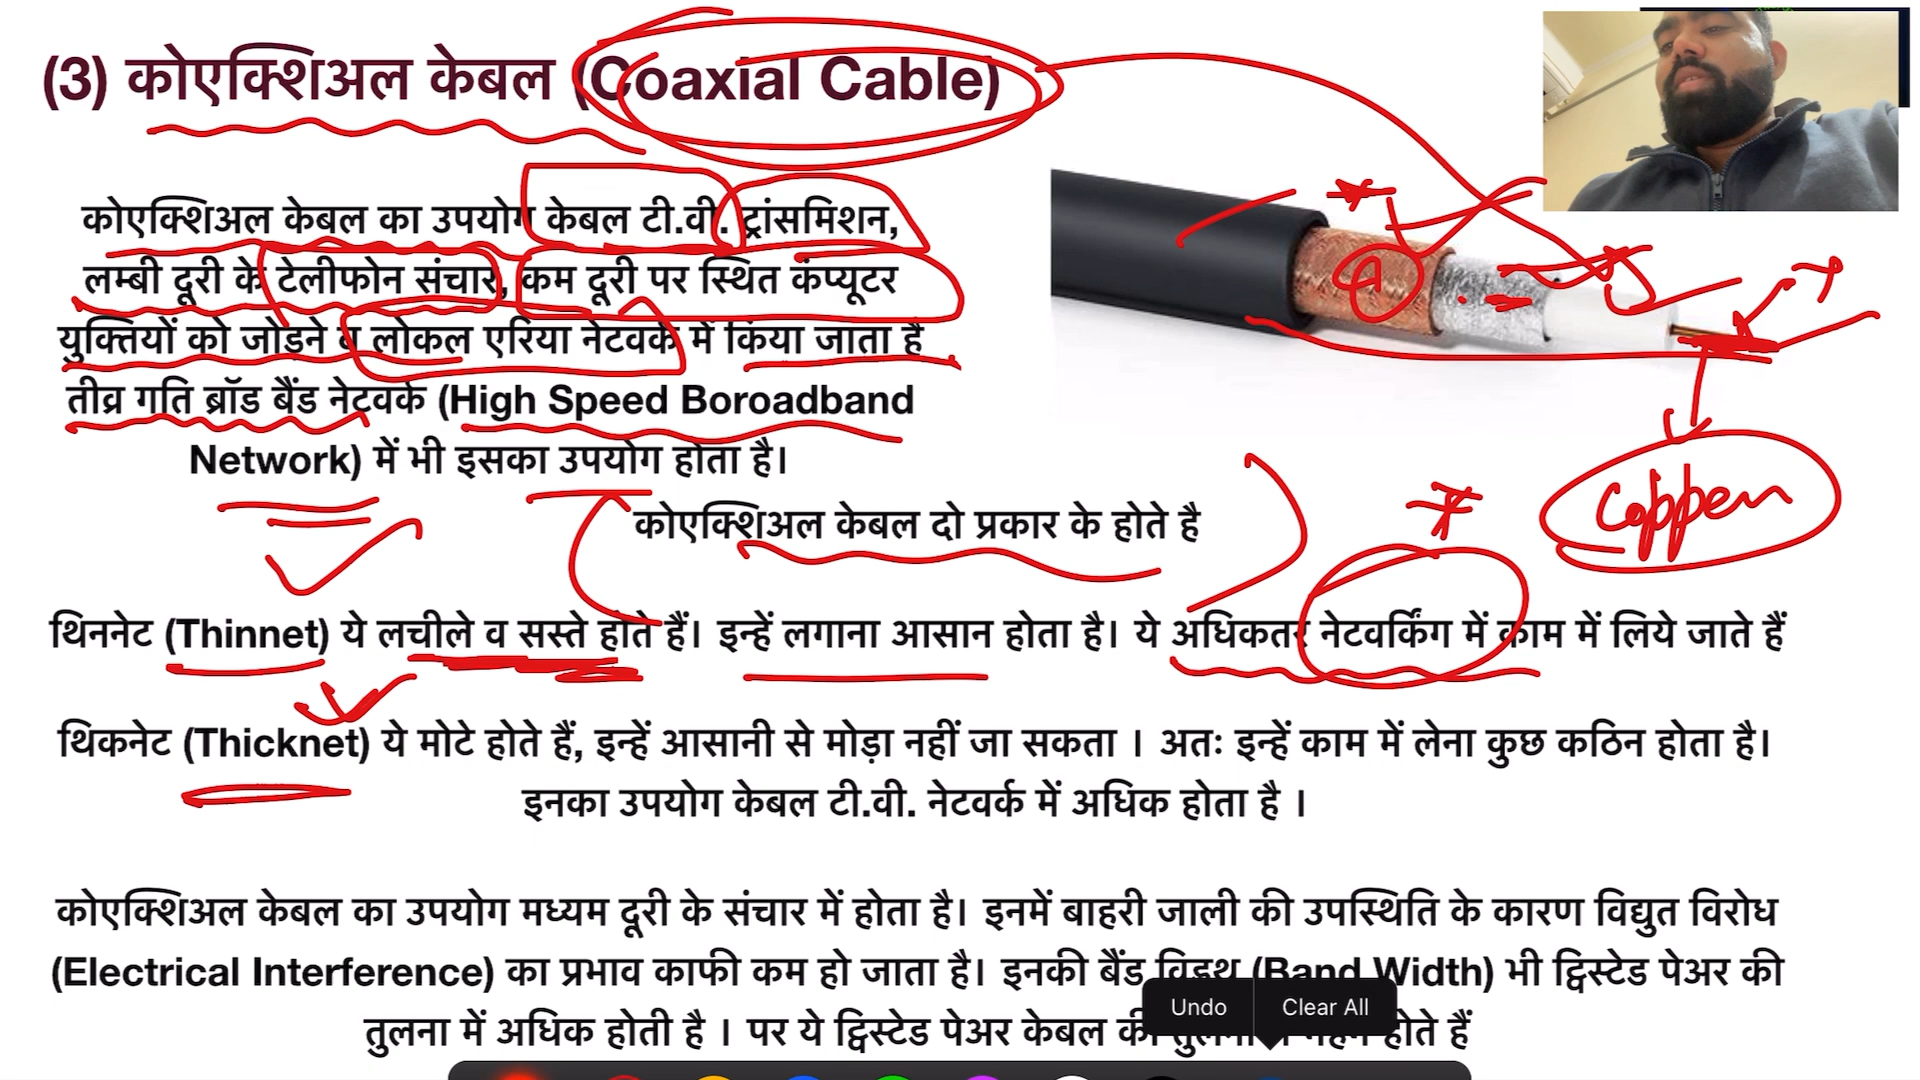 (3) कोएक्शिअल केबल (Coaxial Cable)
कोएक्शिअल केबल का उपयोग केबल टी.वी. ट्रांसमिशन,
लम्बी दूरी के टेलीफोन संचार, कम दूरी पर स्थित कंप्यूटर
युक्तियों को जोडने व लोकल एरिया नेटवर्क में किया जाता है
तीव्र गति ब्रॉड बैंड नेटवर्क (High Speed Boroadband
Network) में भी इसका उपयोग होता है।
Copper
कोएक्शिअल केबल दो प्रकार के होते है
थिननेट (Thinnet) ये लचीले व सस्ते होते हैं। इन्हें लगाना आसान होता है। ये अधिकतर नेटवर्किंग में काम में लिये जाते हैं
थिकनेट (Thicknet) ये मोटे होते हैं, इन्हें आसानी से मोड़ा नहीं जा सकता । अतः इन्हें काम में लेना कुछ कठिन होता है।
इनका उपयोग केबल टी.वी. नेटवर्क में अधिक होता है ।
कोएक्शिअल केबल का उपयोग मध्यम दूरी के संचार में होता है। इनमें बाहरी जाली की उपस्थिति के कारण विद्युत विरोध
(Electrical Interference) का प्रभाव काफी कम हो जाता है। इनकी बैंड विड्थ (Band Width) भी ट्विस्टेड पेअर की
तुलना में अधिक होती है । पर ये ट्विस्टेड पेअर केबल की होते हैं
Undo Clear All